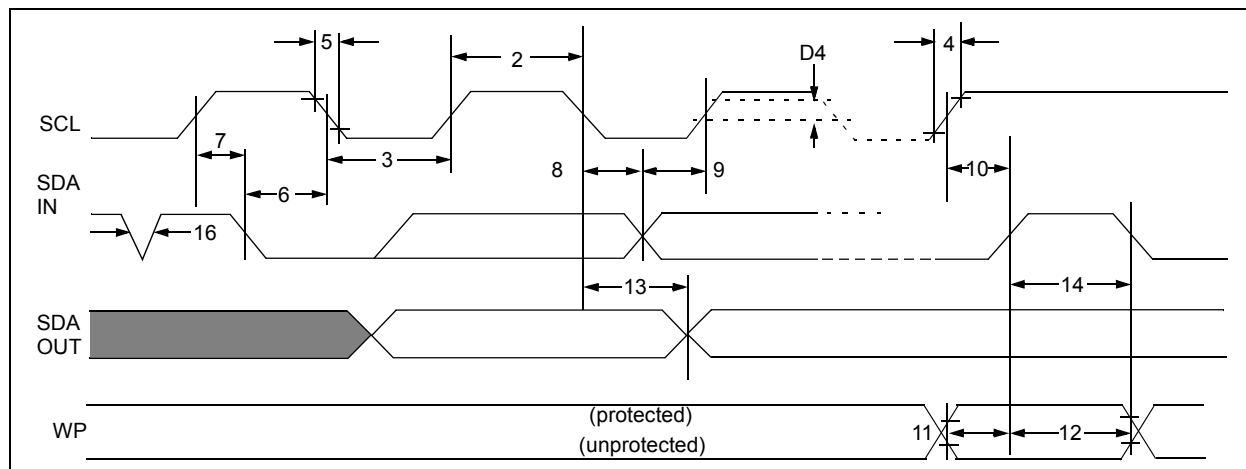 5
2
D4
4
SCL
7
3
8
9
10
SDA
IN
6
16
13
14
SDA
OUT
WP
(protected)
(unprotected)
11
12